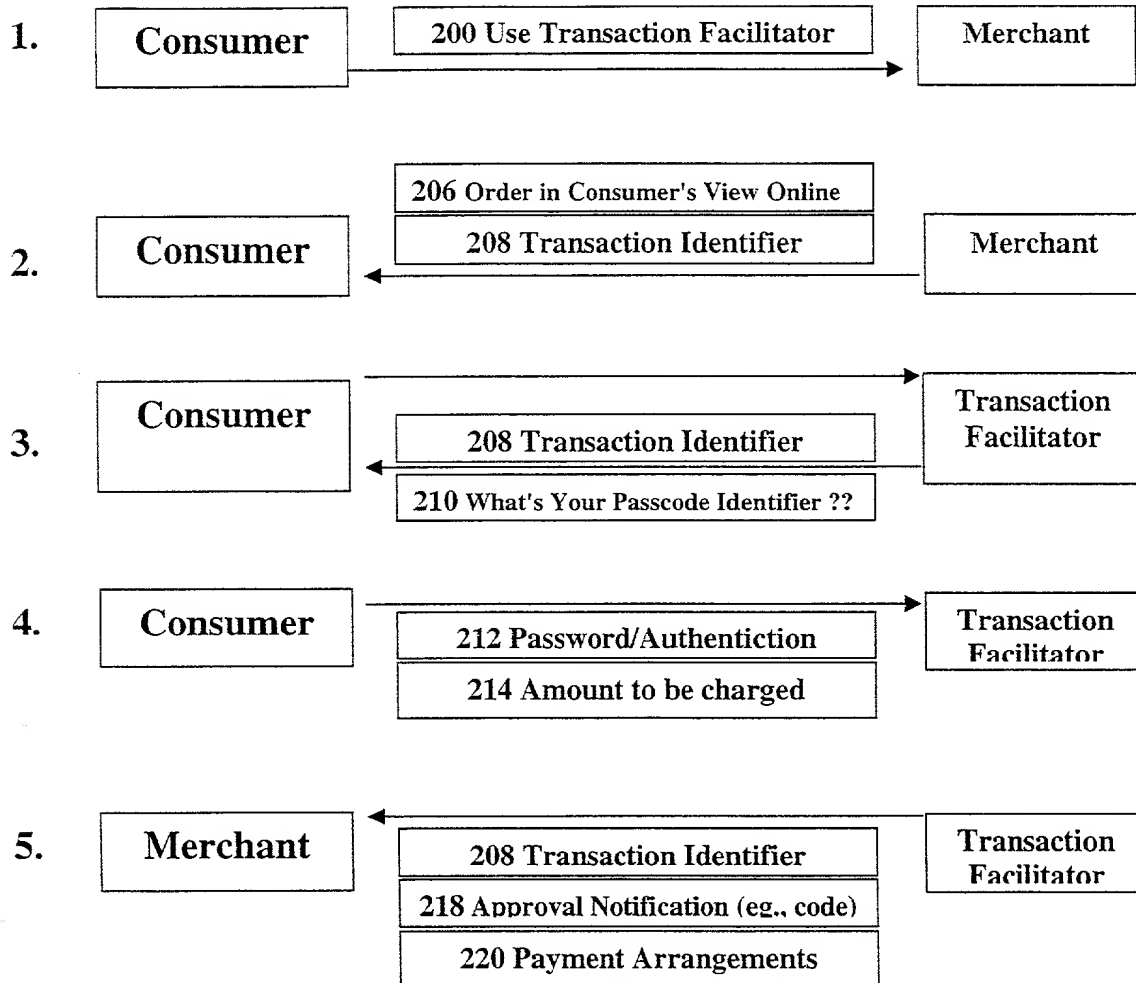 1.
Consumer
200 Use Transaction Facilitator
Merchant
206 Order in Consumer's View Online
2.
Consumer
208 Transaction Identifier
Merchant
3.
Consumer
208 Transaction Identifier
210 What's Your Passcode Identifier ??
Transaction
Facilitator
4.
Consumer
212 Password/Authentiction
214 Amount to be charged
Transaction
Facilitator
5.
Merchant
208 Transaction Identifier
218 Approval Notification (eg., code)
220 Payment Arrangements
Transaction
Facilitator